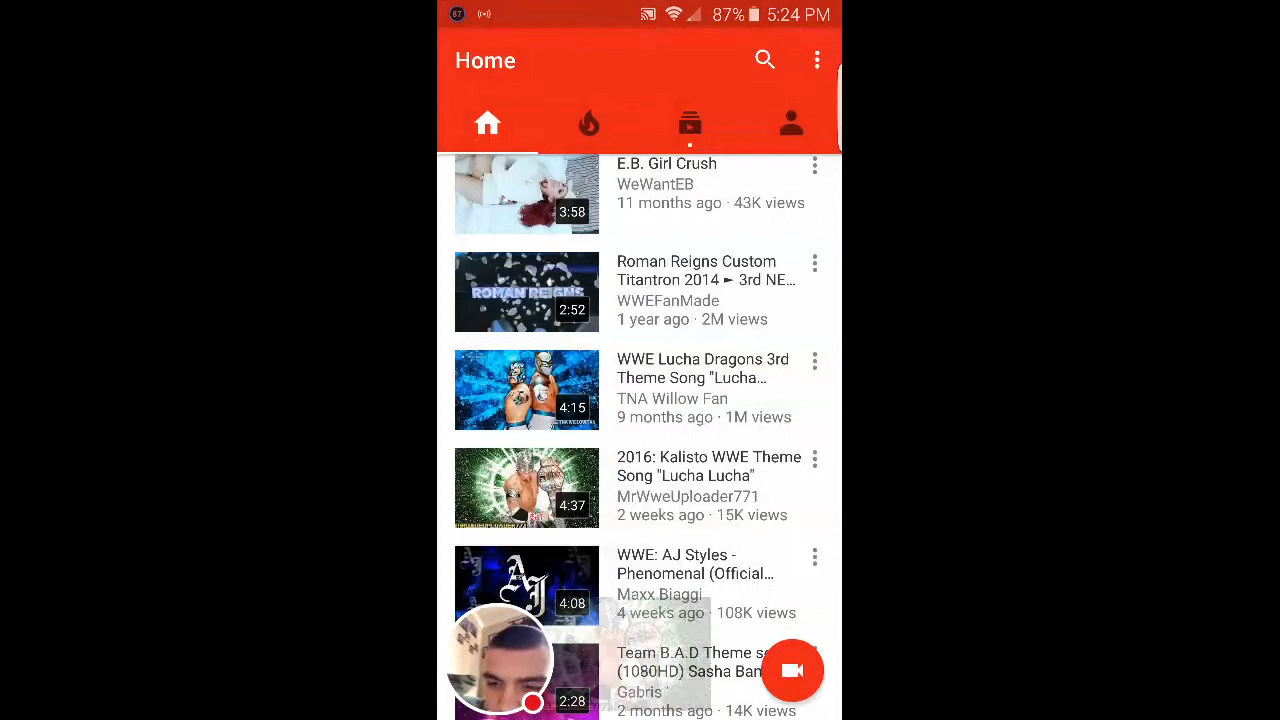 87 87% 5:24 PM
Home
E.B. Girl Crush
WeWantEB
11 months ago · 43K views
3:58
Roman Reigns Custom
Titantron 2014 ► 3rd NE...
WWEFanMade
1 year ago · 2M views
ROMAN REIGNS
2:52
WWE Lucha Dragons 3rd
Theme Song "Lucha...
TNA Willow Fan
9 months ago · 1M views
4:15
2016: Kalisto WWE Theme
Song "Lucha Lucha"
MrWweUploader771
2 weeks ago · 15K views
4:37
WWE: AJ Styles -
Phenomenal (Official...
Maxx Biaggi
4 weeks ago · 108K views
AJ
4:08
Team B.A.D Theme
(1080HD) Sasha
Gabris
2 months ago · 14K views
2:28